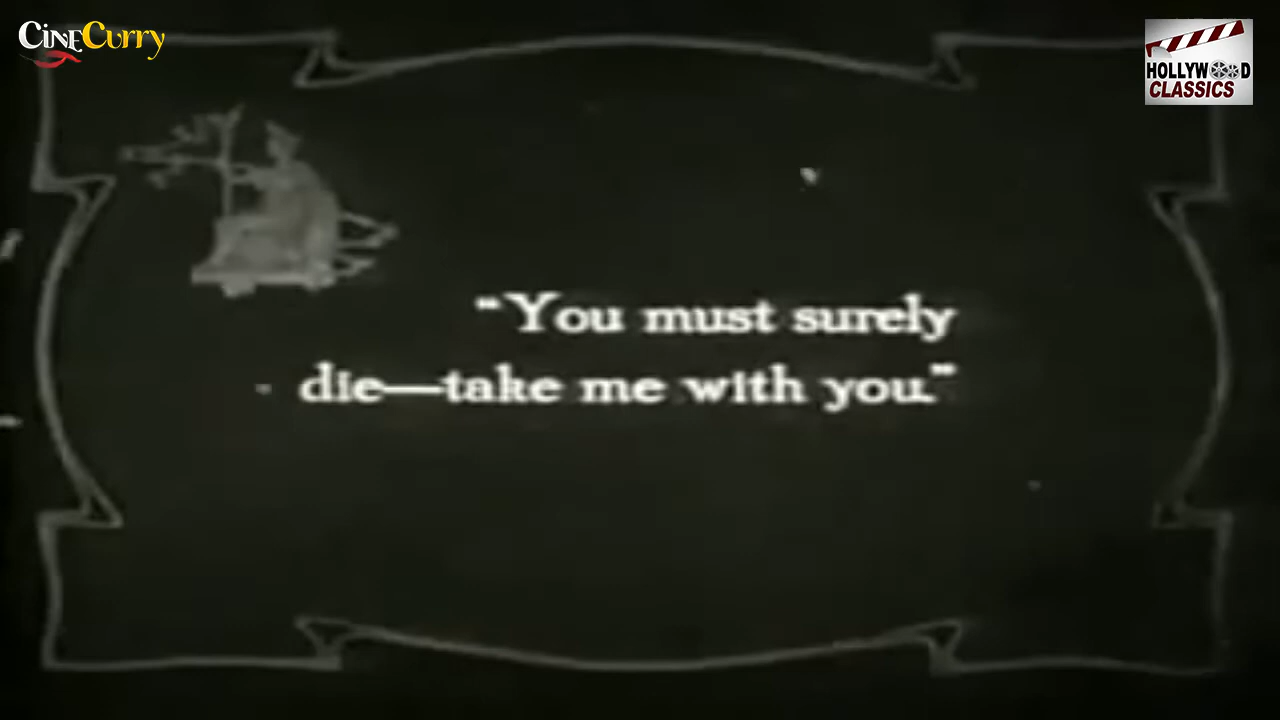 CineCurry
HOLLYWOOD
CLASSICS
“You must surely
die—take me with you.”